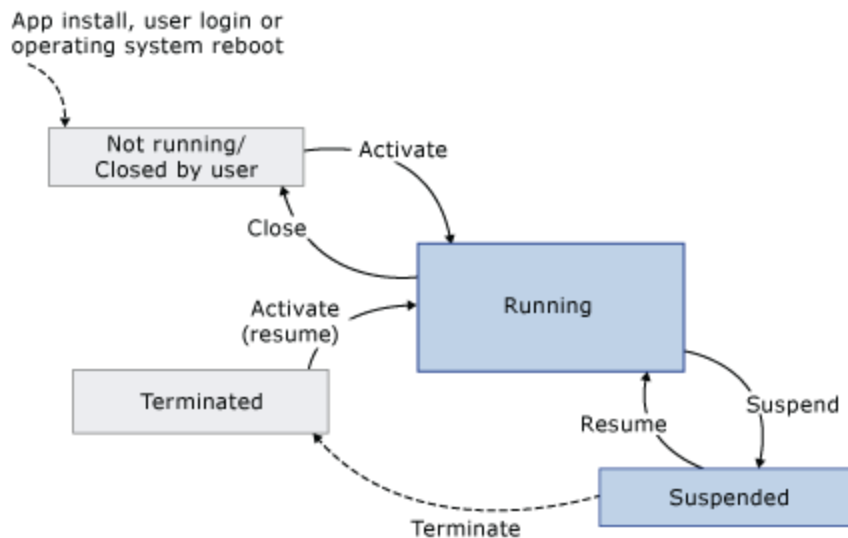 App install, user login or
operating system reboot
Not running/
Closed by user
Activate
Close
Running
Activate
(resume)
Terminated
Suspend
Resume
Suspended
Terminate